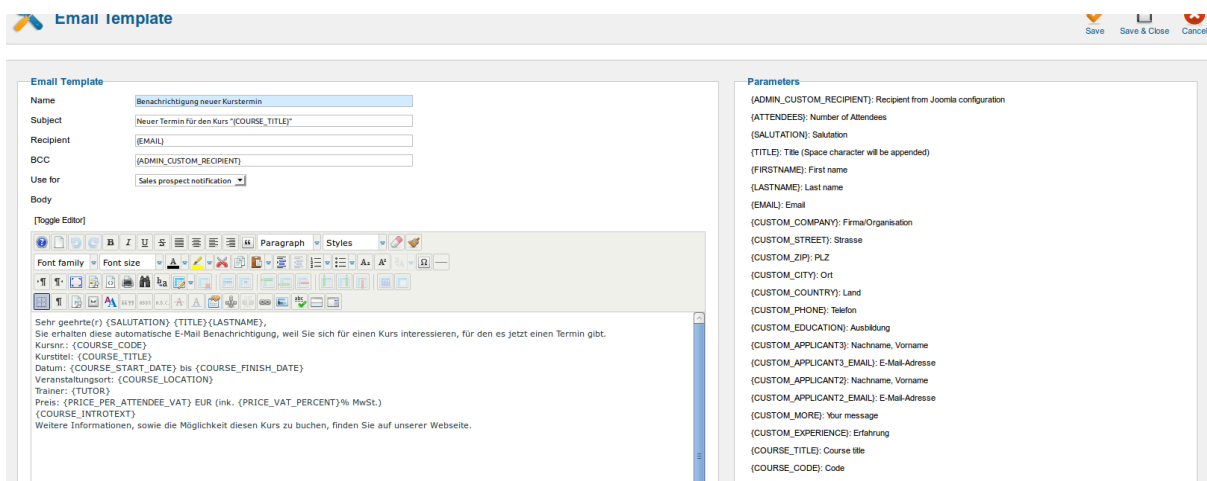 Email Template
Save
Save & Close
Cancel
Email Template
Name
Benachrichtigung neuer Kurstermin
Subject
Neuer Termin für den Kurs "{COURSE_TITLE}"
Recipient
{EMAIL}
BCC
{ADMIN_CUSTOM_RECIPIENT}
Use for
Sales prospect notification
Body
[Toggle Editor]
Paragraph
Styles
Font family
Font size
Sehr geehrte(r) {SALUTATION} {TITLE}{LASTNAME},
Sie erhalten diese automatische E-Mail Benachrichtigung, weil Sie sich für einen Kurs interessieren, für den es jetzt einen Termin gibt.
Kursnr.: {COURSE_CODE}
Kurstitel: {COURSE_TITLE}
Datum: {COURSE_START_DATE} bis {COURSE_FINISH_DATE}
Veranstaltungsort: {COURSE_LOCATION}
Trainer: {TUTOR}
Preis: {PRICE_PER_ATTENDEE_VAT} EUR (ink. {PRICE_VAT_PERCENT}% MwSt.)
{COURSE_INTROTEXT}
Weitere Informationen, sowie die Möglichkeit diesen Kurs zu buchen, finden Sie auf unserer Webseite.
Parameters
{ADMIN_CUSTOM_RECIPIENT}: Recipient from Joomla configuration
{ATTENDEES}: Number of Attendees
{SALUTATION}: Salutation
{TITLE}: Title (Space character will be appended)
{FIRSTNAME}: First name
{LASTNAME}: Last name
{EMAIL}: Email
{CUSTOM_COMPANY}: Firma/Organisation
{CUSTOM_STREET}: Strasse
{CUSTOM_ZIP}: PLZ
{CUSTOM_CITY}: Ort
{CUSTOM_COUNTRY}: Land
{CUSTOM_PHONE}: Telefon
{CUSTOM_EDUCATION}: Ausbildung
{CUSTOM_APPLICANT3}: Nachname, Vorname
{CUSTOM_APPLICANT3_EMAIL}: E-Mail-Adresse
{CUSTOM_APPLICANT2}: Nachname, Vorname
{CUSTOM_APPLICANT2_EMAIL}: E-Mail-Adresse
{CUSTOM_MORE}: Your message
{CUSTOM_EXPERIENCE}: Erfahrung
{COURSE_TITLE}: Course title
{COURSE_CODE}: Code